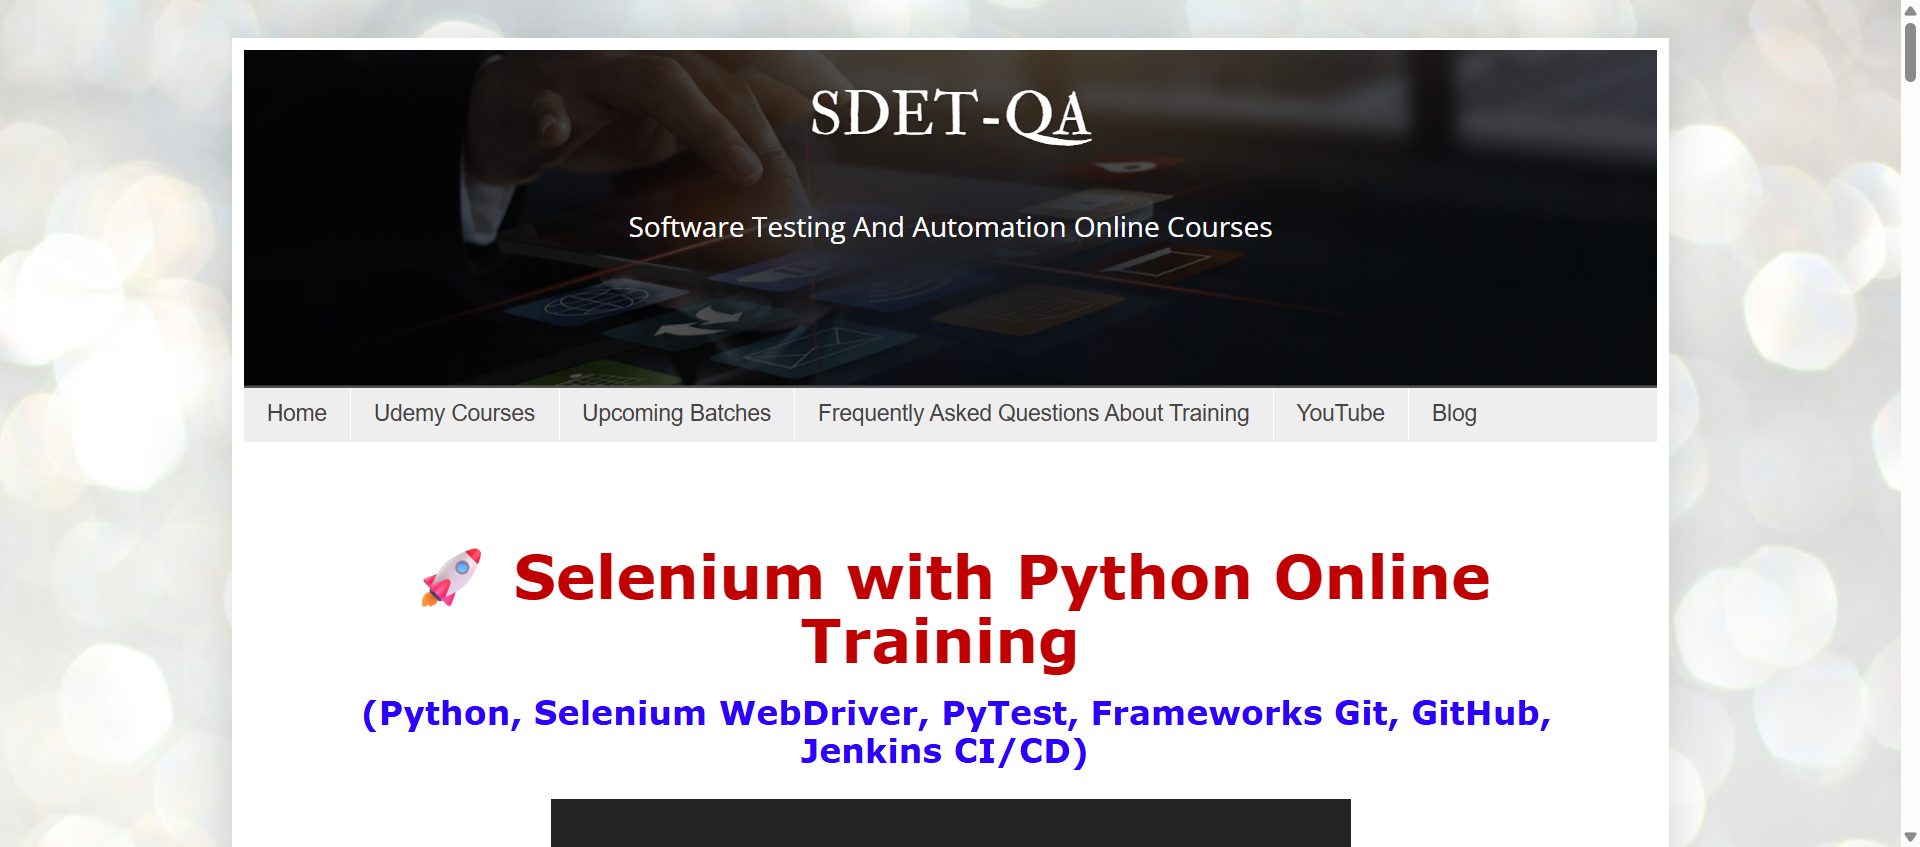 SDET-QA
Software Testing And Automation Online Courses
Home Udemy Courses Upcoming Batches Frequently Asked Questions About Training YouTube Blog
🚀 Selenium with Python Online
Training
(Python, Selenium WebDriver, PyTest, Frameworks Git, GitHub,
Jenkins CI/CD)